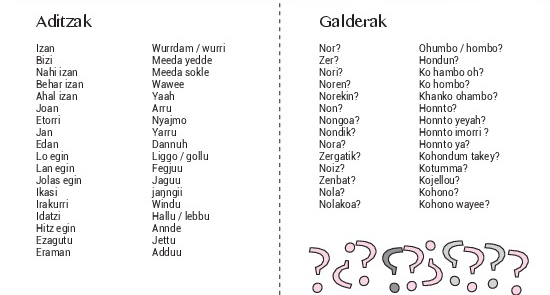 Aditzak
Izan Wurrdam / wurri
Bizi Meeda yedde
Nahi izan Meeda sokle
Behar izan Wawee
Ahal izan Yaah
Joan Arru
Etorri Nyajmo
Jan Yarru
Edan Dannuh
Lo egin Liggo / gollu
Lan egin Fegjuu
Jolas egin Jaguu
Ikasi jaŋngii
Irakurri Windu
Idatzi Hallu / lebbu
Hitz egin Annde
Ezagutu Jettu
Eraman Adduu
Galderak
Nor? Ohumbo / hombo?
Zer? Hondun?
Nori? Ko hambo oh?
Noren? Ko hombo?
Norekin? Khanko ohambo?
Non? Honnto?
Nongoa? Honnto yeyah?
Nondik? Honnto imorri ?
Nora? Honnto ya?
Zergatik? Kohondum takey?
Noiz? Kotumma?
Zenbat? Kojellou?
Nola? Kohono?
Nolakoa? Kohono wayee?